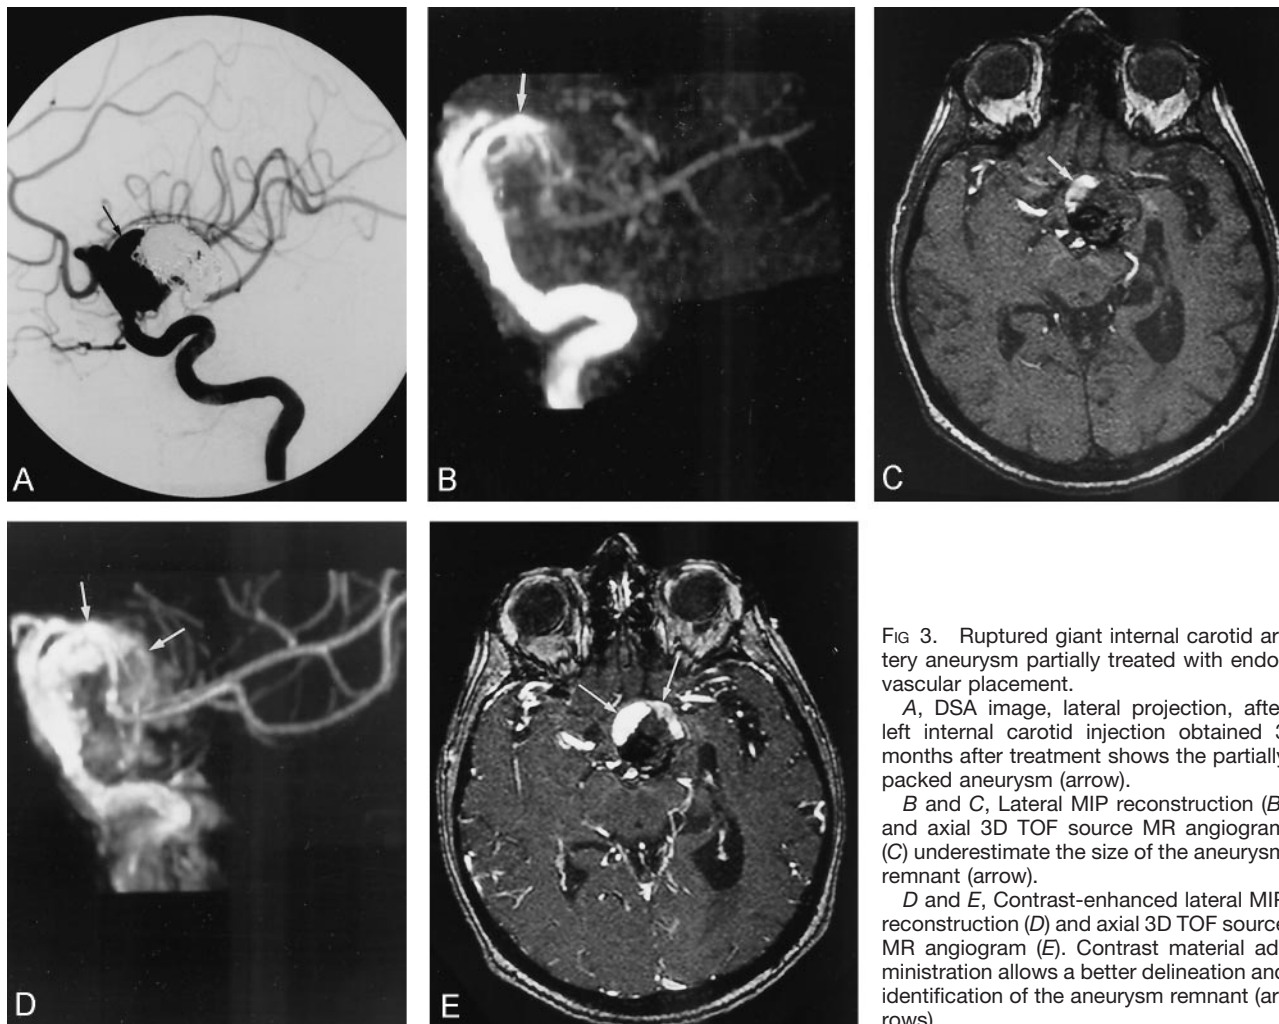 A
B
C
D
E
FIG 3. Ruptured giant internal carotid ar-
tery aneurysm partially treated with endo-
vascular placement.
A, DSA image, lateral projection, after
left internal carotid injection obtained 3
months after treatment shows the partially
packed aneurysm (arrow).
B and C, Lateral MIP reconstruction (B)
and axial 3D TOF source MR angiogram
(C) underestimate the size of the aneurysm
remnant (arrow).
D and E, Contrast-enhanced lateral MIP
reconstruction (D) and axial 3D TOF source
MR angiogram (E). Contrast material ad-
ministration allows a better delineation and
identification of the aneurysm remnant (ar-
rows).